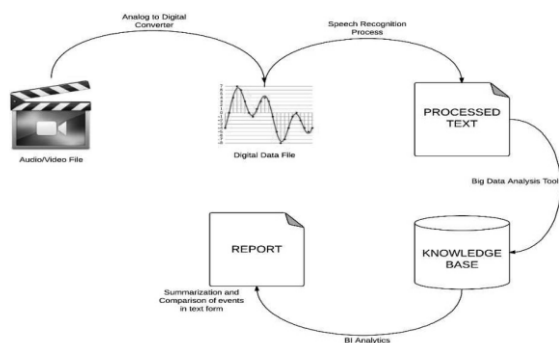 Analog to Digital
Converter
Speech Recognition
Process
Audio/Video File
Digital Data File
PROCESSED
TEXT
Big Data Analysis Tool
REPORT
KNOWLEDGE
BASE
Summarization and
Comparison of events
in text form
BI Analytics